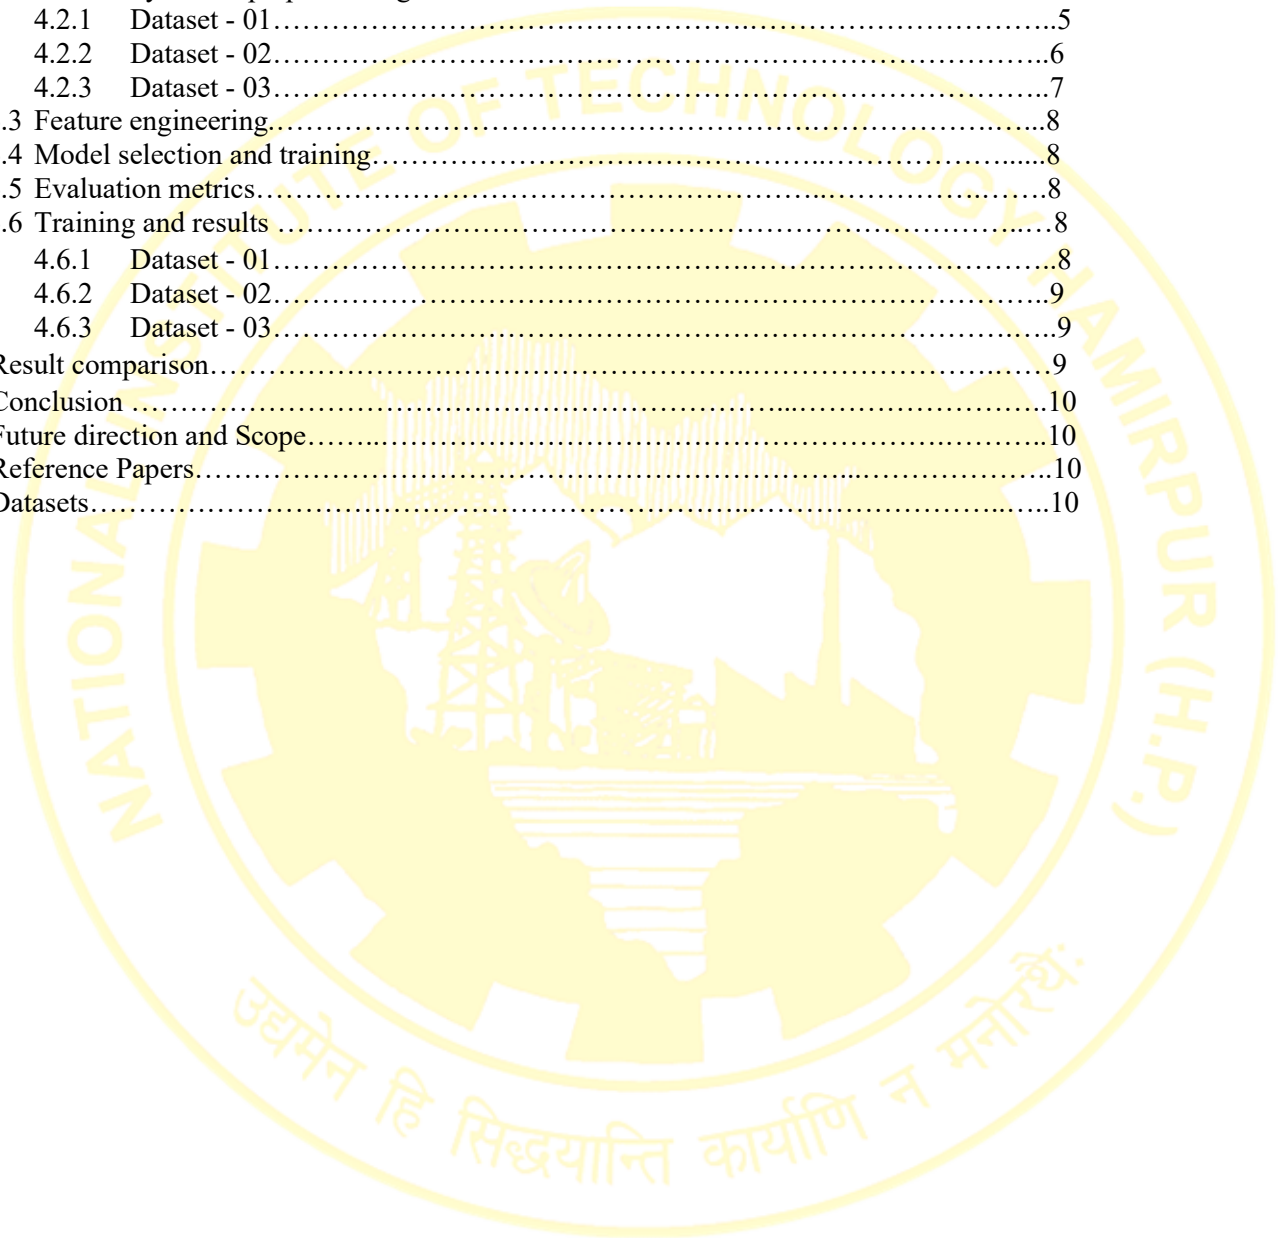 4.2.1 Dataset - 01……………………………………………………………………..5
4.2.2 Dataset - 02……………………………………………………………………..6
4.2.3 Dataset - 03……………………………………………………………………7
.3 Feature engineering……………………………………………………………………..8
.4 Model selection and training……………………………………………………………......8
.5 Evaluation metrics……………………………………………………………………8
.6 Training and results ……………………………………………………………………8
4.6.1 Dataset - 01……………………………………………………………………..8
4.6.2 Dataset - 02……………………………………………………………………..9
4.6.3 Dataset - 03……………………………………………………………………..9
Result comparison……………………………………………………………………9
Conclusion ……………………………………………………………………..10
Future direction and Scope……………………………………………………………………..10
Reference Papers……………………………………………………………………..10
Datasets……………………………………………………………………..10
NATIONAL INSTITUTE OF TECHNOLOGY HAMIRPUR (H.P.)
उद्यमेन हि सिध्दयान्ति कार्याणि न मनोरथैः